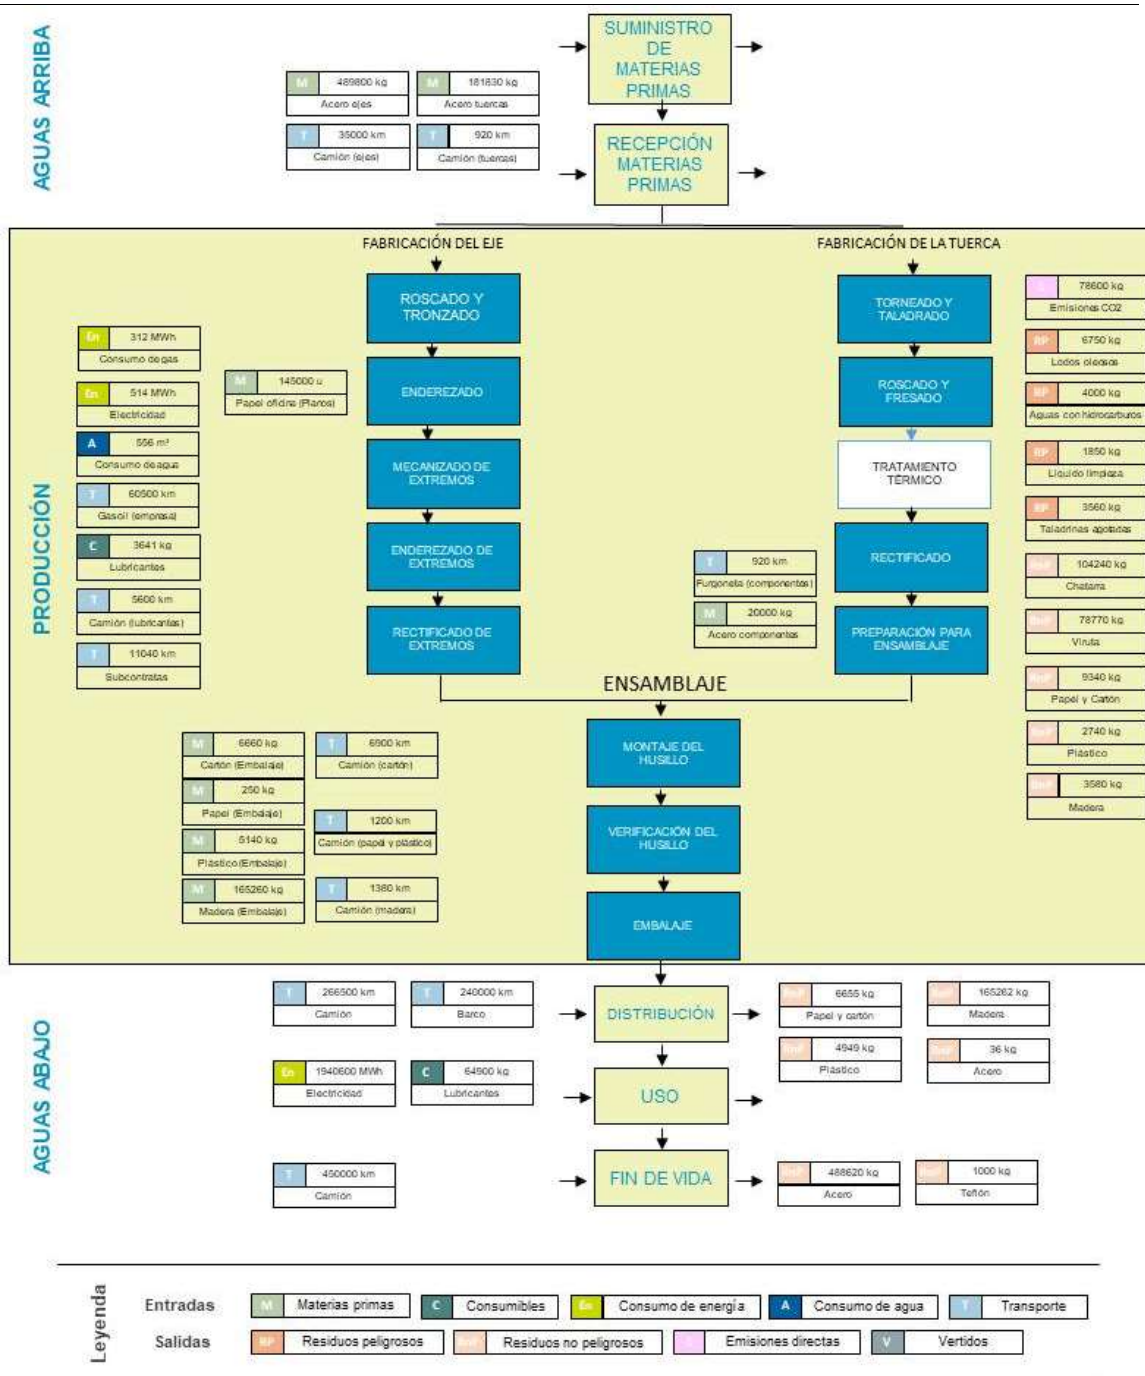 AGUAS ARRIBA
SUMINISTRO
DE
MATERIAS
PRIMAS
M 489800 kg
Acero ejes
M 181830 kg
Acero tuercas
T 35000 km
Camión (ejes)
T 920 km
Camión (tuercas)
RECEPCIÓN
MATERIAS
PRIMAS
PRODUCCIÓN
FABRICACIÓN DEL EJE
FABRICACIÓN DE LA TUERCA
ROSCADO Y
TRONZADO
ENDEREZADO
MECANIZADO DE
EXTREMOS
ENDEREZADO DE
EXTREMOS
RECTIFICADO DE
EXTREMOS
TORNEADO Y
TALADRADO
ROSCADO Y
FRESADO
TRATAMIENTO
TÉRMICO
RECTIFICADO
PREPARACIÓN PARA
ENSAMBLAJE
En 312 MWh
Consumo de gas
En 514 MWh
Electricidad
A 556 m³
Consumo de agua
T 60500 km
Gasoil (empresa)
C 3641 kg
Lubricantes
T 5600 km
Camión (lubricantes)
T 11040 km
Subcontratas
M 145000 u
Papel oficina (Planos)
T 920 km
Furgoneta (componentes)
M 20000 kg
Acero componentes
78600 kg
Emisiones CO2
RP 6750 kg
Lodos oleosos
RP 4000 kg
Aguas con hidrocarburos
RP 1850 kg
Líquido limpieza
RP 3560 kg
Taladrinas agotadas
RnP 104240 kg
Chatarra
RnP 78770 kg
Viruta
RnP 9340 kg
Papel y Cartón
RnP 2740 kg
Plástico
RnP 3580 kg
Madera
ENSAMBLAJE
MONTAJE DEL
HUSILLO
VERIFICACIÓN DEL
HUSILLO
EMBALAJE
M 6660 kg
Cartón (Embalaje)
T 6900 km
Camión (cartón)
M 250 kg
Papel (Embalaje)
T 1200 km
Camión (papel y plástico)
M 5140 kg
Plástico (Embalaje)
M 165260 kg
Madera (Embalaje)
T 1380 km
Camión (madera)
AGUAS ABAJO
T 266500 km
Camión
T 240000 km
Barco
DISTRIBUCIÓN
RnP 6655 kg
Papel y cartón
RnP 165262 kg
Madera
RnP 4949 kg
Plástico
RnP 36 kg
Acero
En 1940600 MWh
Electricidad
C 64900 kg
Lubricantes
USO
T 450000 km
Camión
FIN DE VIDA
RnP 488620 kg
Acero
RnP 1000 kg
Teflón
Leyenda
Entradas M Materias primas C Consumibles En Consumo de energía A Consumo de agua T Transporte
Salidas RP Residuos peligrosos RnP Residuos no peligrosos Emisiones directas V Vertidos